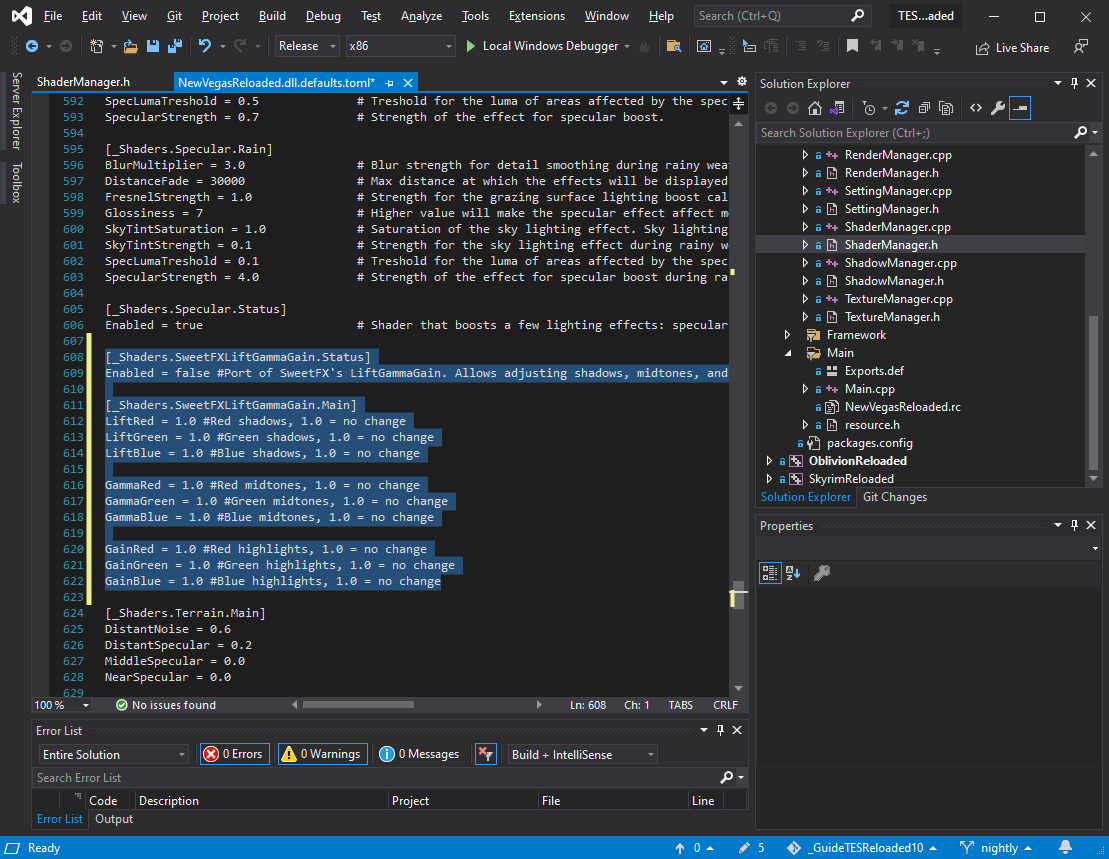 File Edit View Git Project Build Debug Test Analyze Tools Extensions Window Help Search (Ctrl+Q) TES...aded
Release x86 Local Windows Debugger Live Share
Server Explorer
Toolbox
ShaderManager.h NewVegasReloaded.dll.defaults.toml*
592 SpecLumaTreshold = 0.5 # Treshold for the luma of areas affected by the spec
593 SpecularStrength = 0.7 # Strength of the effect for specular boost.
594
595 [_Shaders.Specular.Rain]
596 BlurMultiplier = 3.0 # Blur strength for detail smoothing during rainy wea
597 DistanceFade = 30000 # Max distance at which the effects will be displayed
598 FresnelStrength = 1.0 # Strength for the grazing surface lighting boost cal
599 Glossiness = 7 # Higher value will make the specular effect affect m
600 SkyTintSaturation = 1.0 # Saturation of the sky lighting effect. Sky lighting
601 SkyTintStrength = 0.1 # Strength for the sky lighting effect during rainy w
602 SpecLumaTreshold = 0.1 # Treshold for the luma of areas affected by the spec
603 SpecularStrength = 4.0 # Strength of the effect for specular boost during ra
604
605 [_Shaders.Specular.Status]
606 Enabled = true # Shader that boosts a few lighting effects: specular
607
608 [_Shaders.SweetFXLiftGammaGain.Status]
609 Enabled = false #Port of SweetFX's LiftGammaGain. Allows adjusting shadows, midtones, and
610
611 [_Shaders.SweetFXLiftGammaGain.Main]
612 LiftRed = 1.0 #Red shadows, 1.0 = no change
613 LiftGreen = 1.0 #Green shadows, 1.0 = no change
614 LiftBlue = 1.0 #Blue shadows, 1.0 = no change
615
616 GammaRed = 1.0 #Red midtones, 1.0 = no change
617 GammaGreen = 1.0 #Green midtones, 1.0 = no change
618 GammaBlue = 1.0 #Blue midtones, 1.0 = no change
619
620 GainRed = 1.0 #Red highlights, 1.0 = no change
621 GainGreen = 1.0 #Green highlights, 1.0 = no change
622 GainBlue = 1.0 #Blue highlights, 1.0 = no change
623
624 [_Shaders.Terrain.Main]
625 DistantNoise = 0.6
626 DistantSpecular = 0.2
627 MiddleSpecular = 0.0
628 NearSpecular = 0.0
629
100 % No issues found Ln: 608 Ch: 1 TABS CRLF
Error List
Entire Solution 0 Errors 0 Warnings 0 Messages Build + IntelliSense
Search Error List
Code Description Project File Line
Error List Output
Solution Explorer
Search Solution Explorer (Ctrl+;)
RenderManager.cpp
RenderManager.h
SettingManager.cpp
SettingManager.h
ShaderManager.cpp
ShaderManager.h
ShadowManager.cpp
ShadowManager.h
TextureManager.cpp
TextureManager.h
Framework
Main
Exports.def
Main.cpp
NewVegasReloaded.rc
resource.h
packages.config
OblivionReloaded
SkyrimReloaded
Solution Explorer Git Changes
Properties
Ready 0 5 _GuideTESReloaded10 nightly